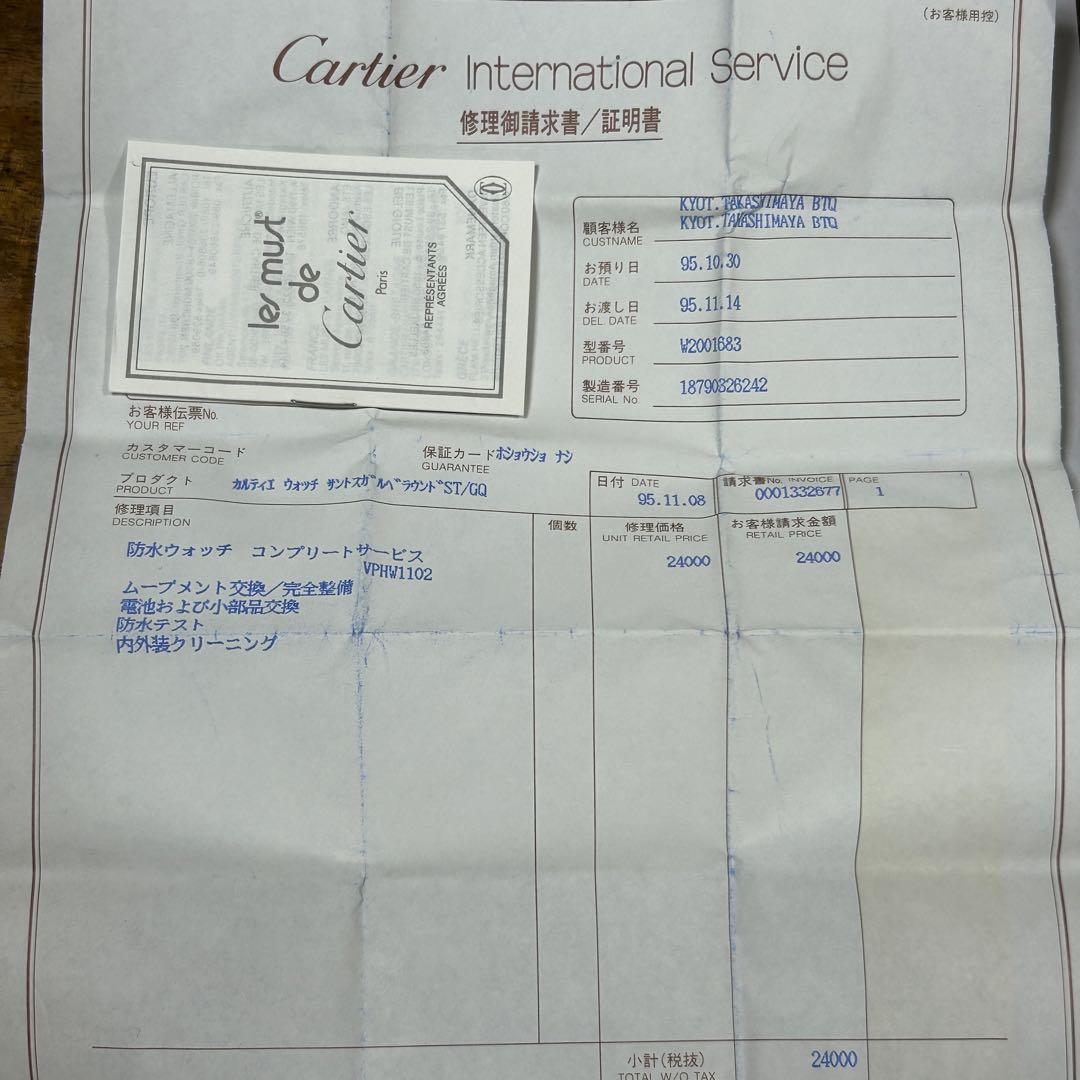 （お客様用控）
Cartier International Service
修理御請求書／証明書
les must®
de
Cartier
Paris
REPRESENTANTS
AGREES
顧客様名
CUSTNAME
KYOT.TAKASHIMAYA BTQ
KYOT.TAKASHIMAYA BTQ
お預り日
DATE
95.10.30
お渡し日
DEL. DATE
95.11.14
型番号
PRODUCT
W2001683
製造番号
SERIAL No.
18790326242
お客様伝票No.
YOUR REF
カスタマーコード
CUSTOMER CODE
保証カード ホショウショ ナシ
GUARANTEE
プロダクト
PRODUCT
カルティエ ウォッチ サントスガルベラウンドST/GQ
日付 DATE
95.11.08
請求書No. INVOICE
0001332677
PAGE
1
修理項目
DESCRIPTION
個数
修理価格
UNIT RETAIL PRICE
お客様請求金額
RETAIL PRICE
防水ウォッチ　コンプリートサービス
VPHW1102
24000
24000
ムーブメント交換／完全整備
電池および小部品交換
防水テスト
内外装クリーニング
小計（税抜）
TOTAL W/O TAX
24000